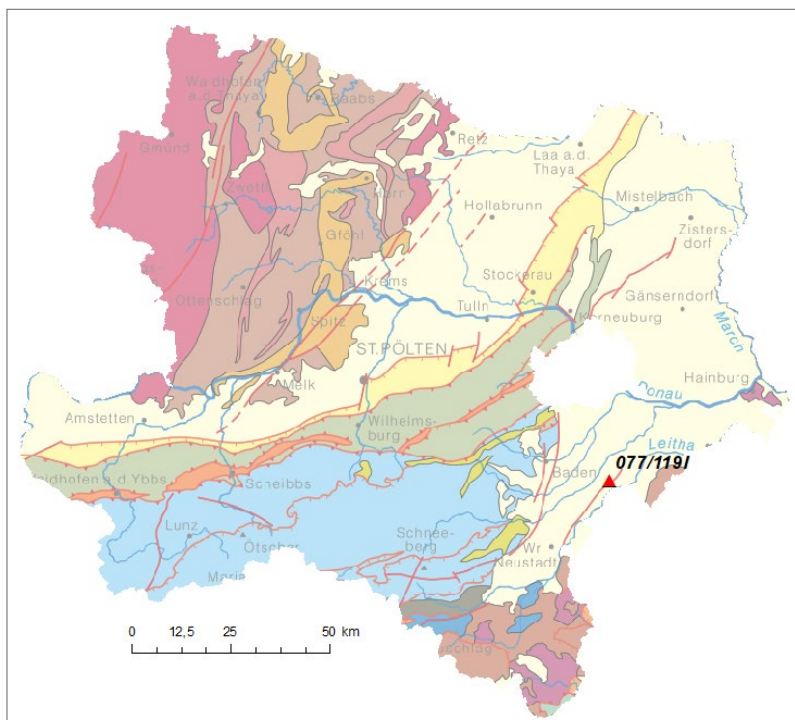 Waidhofen
a.d.Thaya
Raabs
Gmünd
Retz
Laa a.d.
Thaya
Zwettl
Horn
Mistelbach
Hollabrunn
Zisters-
dorf
Gföhl
Ottenschlag
Krems
Stockerau
Spitz
Tulln
Korneuburg
Gänserndorf
March
ST.PÖLTEN
Melk
Hainburg
Donau
Amstetten
Wilhelms-
burg
Leitha
Baden
077/119I
Scheibbs
Lunz
Ötscher
Schnee-
berg
Wr
Neustadt
0 12,5 25 50 km